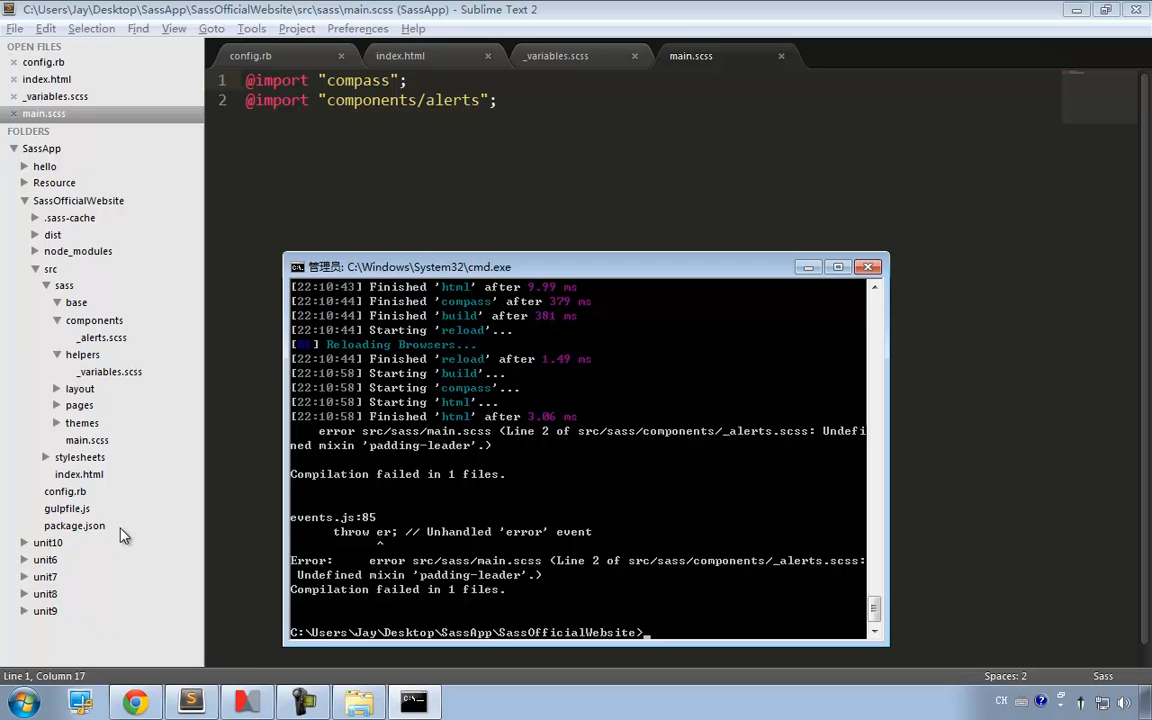 C:\Users\Jay\Desktop\SassApp\SassOfficialWebsite\src\sass\main.scss (SassApp) - Sublime Text 2
File Edit Selection Find View Goto Tools Project Preferences Help
OPEN FILES
config.rb
index.html
_variables.scss
main.scss
FOLDERS
SassApp
hello
Resource
SassOfficialWebsite
.sass-cache
dist
node_modules
src
sass
base
components
_alerts.scss
helpers
_variables.scss
layout
pages
themes
main.scss
stylesheets
index.html
config.rb
gulpfile.js
package.json
unit10
unit6
unit7
unit8
unit9
config.rb index.html _variables.scss main.scss
1 @import "compass";
2 @import "components/alerts";
管理员: C:\Windows\System32\cmd.exe
[22:10:43] Finished 'html' after 9.99 ms
[22:10:44] Finished 'compass' after 379 ms
[22:10:44] Finished 'build' after 381 ms
[22:10:44] Starting 'reload'...
[BS] Reloading Browsers...
[22:10:44] Finished 'reload' after 1.49 ms
[22:10:58] Starting 'build'...
[22:10:58] Starting 'compass'...
[22:10:58] Starting 'html'...
[22:10:58] Finished 'html' after 3.06 ms
error src/sass/main.scss (Line 2 of src/sass/components/_alerts.scss: Undefi
ned mixin 'padding-leader'.)
Compilation failed in 1 files.
events.js:85
throw er; // Unhandled 'error' event
^
Error: error src/sass/main.scss (Line 2 of src/sass/components/_alerts.scss:
Undefined mixin 'padding-leader'.)
Compilation failed in 1 files.
C:\Users\Jay\Desktop\SassApp\SassOfficialWebsite>_
Line 1, Column 17 Spaces: 2 Sass
CH